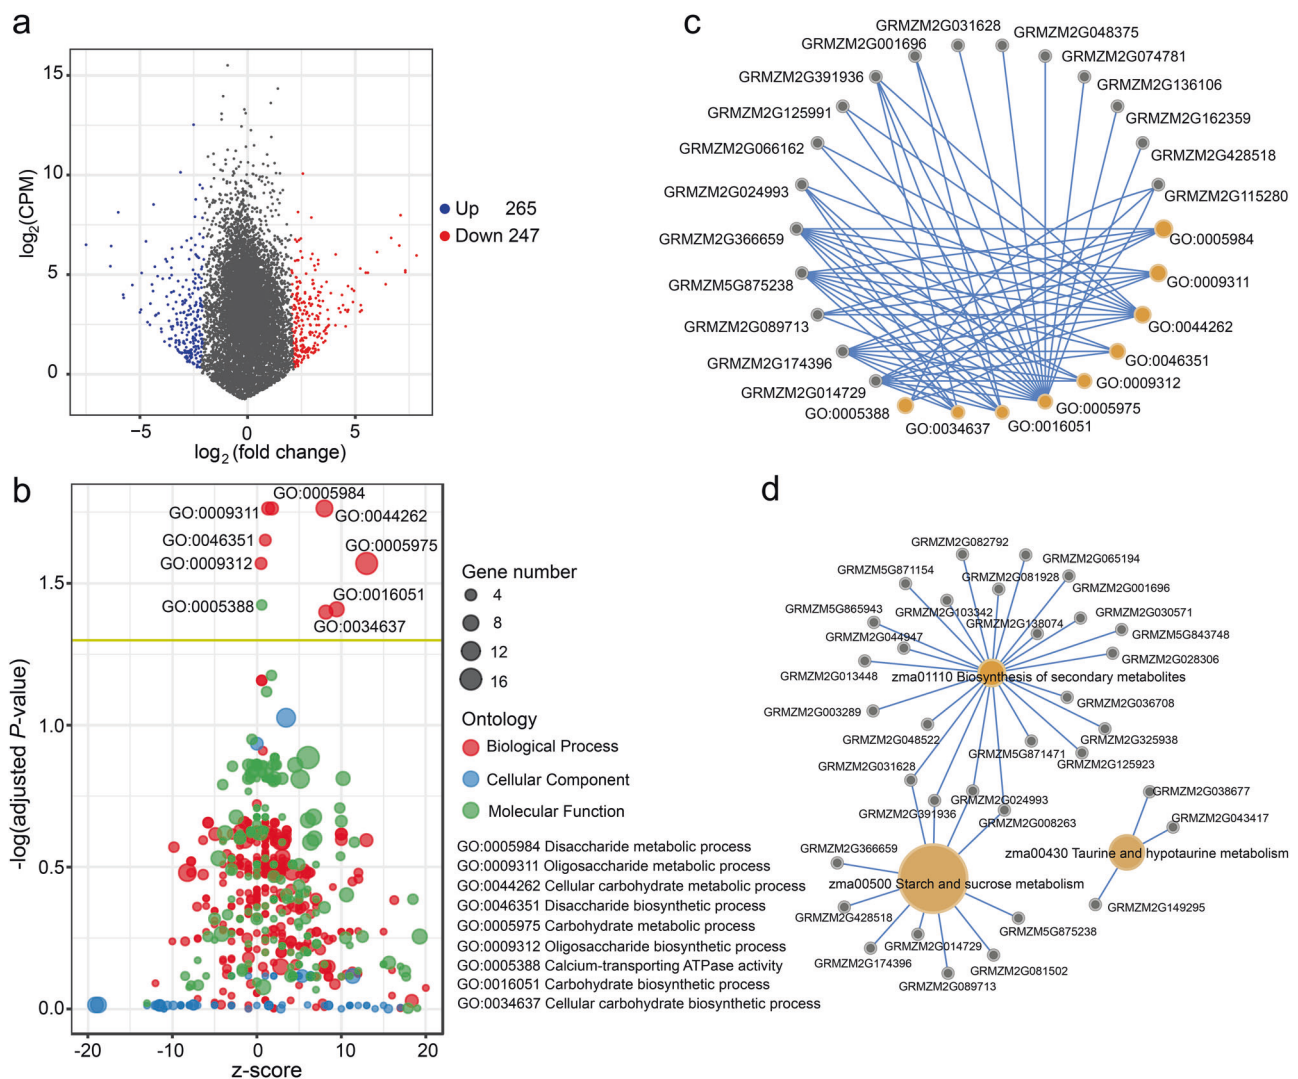 a
log2(CPM)
15
10
5
0
−5
0
5
log2 (fold change)
Up 265
Down 247
b
-log(adjusted P-value)
1.5
1.0
0.5
0.0
-20
-10
0
10
20
z-score
GO:0005984
GO:0009311
GO:0044262
GO:0046351
GO:0005975
GO:0009312
GO:0016051
GO:0005388
GO:0034637
Gene number
4
8
12
16
Ontology
Biological Process
Cellular Component
Molecular Function
GO:0005984 Disaccharide metabolic process
GO:0009311 Oligosaccharide metabolic process
GO:0044262 Cellular carbohydrate metabolic process
GO:0046351 Disaccharide biosynthetic process
GO:0005975 Carbohydrate metabolic process
GO:0009312 Oligosaccharide biosynthetic process
GO:0005388 Calcium-transporting ATPase activity
GO:0016051 Carbohydrate biosynthetic process
GO:0034637 Cellular carbohydrate biosynthetic process
c
GRMZM2G031628
GRMZM2G048375
GRMZM2G001696
GRMZM2G074781
GRMZM2G391936
GRMZM2G136106
GRMZM2G125991
GRMZM2G162359
GRMZM2G066162
GRMZM2G428518
GRMZM2G024993
GRMZM2G115280
GRMZM2G366659
GO:0005984
GRMZM5G875238
GO:0009311
GRMZM2G089713
GO:0044262
GRMZM2G174396
GO:0046351
GRMZM2G014729
GO:0009312
GO:0005388
GO:0005975
GO:0034637
GO:0016051
d
GRMZM2G082792
GRMZM2G065194
GRMZM5G871154
GRMZM2G081928
GRMZM2G001696
GRMZM5G865943
GRMZM2G103342
GRMZM2G030571
GRMZM2G138074
GRMZM2G044947
GRMZM5G843748
GRMZM2G028306
GRMZM2G013448
zma01110 Biosynthesis of secondary metabolites
GRMZM2G003289
GRMZM2G036708
GRMZM2G048522
GRMZM2G325938
GRMZM5G871471
GRMZM2G125923
GRMZM2G031628
GRMZM2G038677
GRMZM2G024993
GRMZM2G391936
GRMZM2G008263
GRMZM2G043417
GRMZM2G366659
zma00430 Taurine and hypotaurine metabolism
zma00500 Starch and sucrose metabolism
GRMZM2G149295
GRMZM2G428518
GRMZM5G875238
GRMZM2G014729
GRMZM2G174396
GRMZM2G081502
GRMZM2G089713